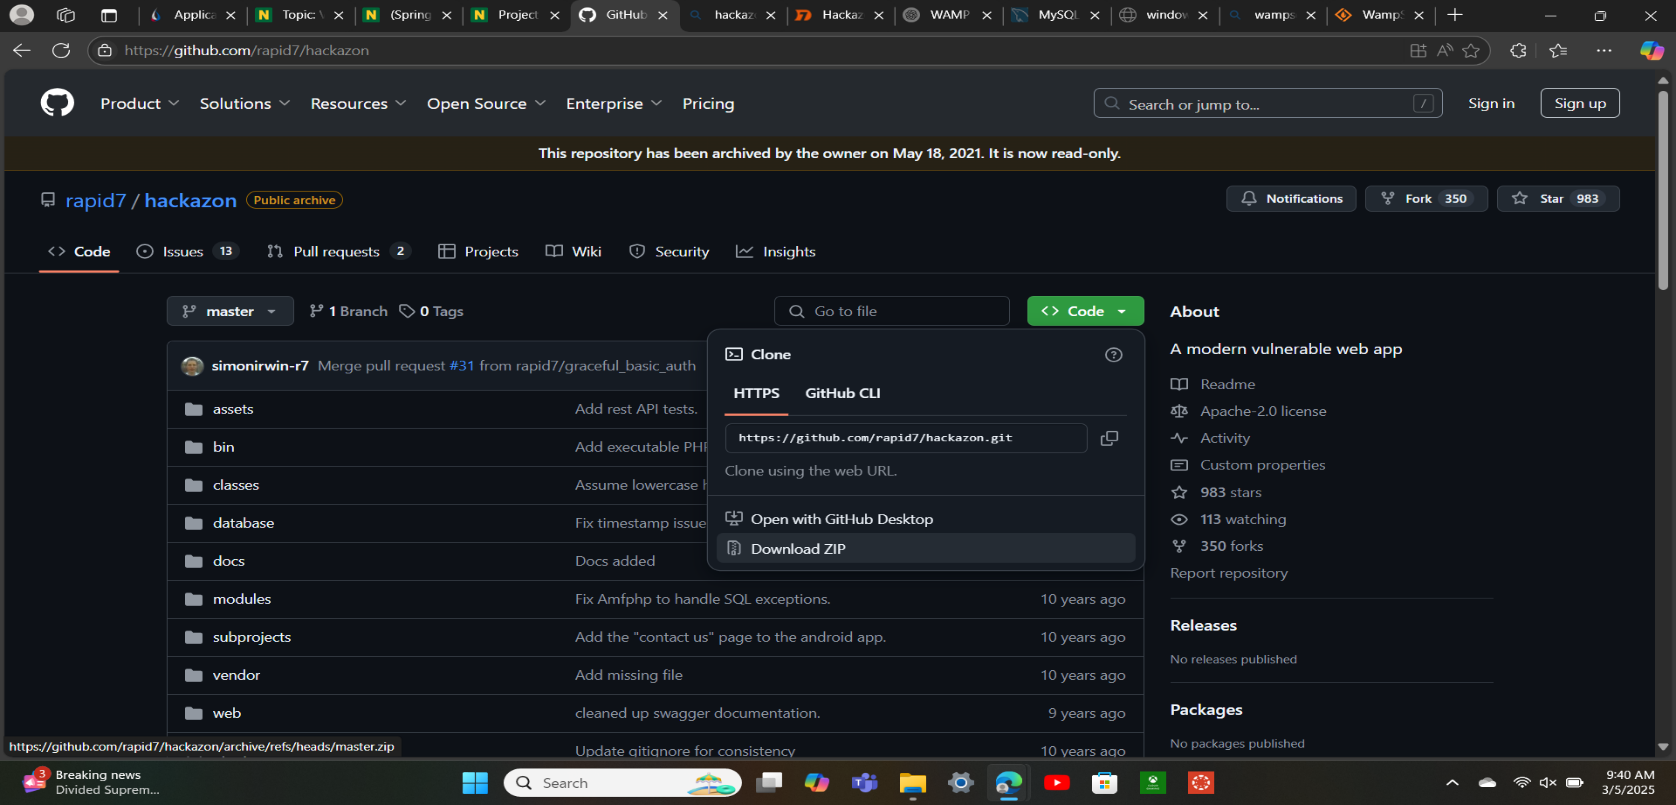 Applica
Topic: \
(Spring
Project
GitHub
hackaz
Hackaz
WAMP
MySQL
window
wamps
WampS
https://github.com/rapid7/hackazon
Product
Solutions
Resources
Open Source
Enterprise
Pricing
Search or jump to...
/
Sign in
Sign up
This repository has been archived by the owner on May 18, 2021. It is now read-only.
rapid7 / hackazon Public archive
Notifications
Fork 350
Star 983
Code
Issues 13
Pull requests 2
Projects
Wiki
Security
Insights
master
1 Branch
0 Tags
Go to file
Code
simonirwin-r7 Merge pull request #31 from rapid7/graceful_basic_auth
assets Add rest API tests.
bin Add executable PHP
classes Assume lowercase h
database Fix timestamp issue
docs Docs added
modules Fix Amfphp to handle SQL exceptions. 10 years ago
subprojects Add the "contact us" page to the android app. 10 years ago
vendor Add missing file 10 years ago
web cleaned up swagger documentation. 9 years ago
Update gitignore for consistency 10 years ago
Clone
HTTPS
GitHub CLI
https://github.com/rapid7/hackazon.git
Clone using the web URL.
Open with GitHub Desktop
Download ZIP
About
A modern vulnerable web app
Readme
Apache-2.0 license
Activity
Custom properties
983 stars
113 watching
350 forks
Report repository
Releases
No releases published
Packages
No packages published
https://github.com/rapid7/hackazon/archive/refs/heads/master.zip
3
Breaking news
Divided Suprem...
Search
9:40 AM
3/5/2025